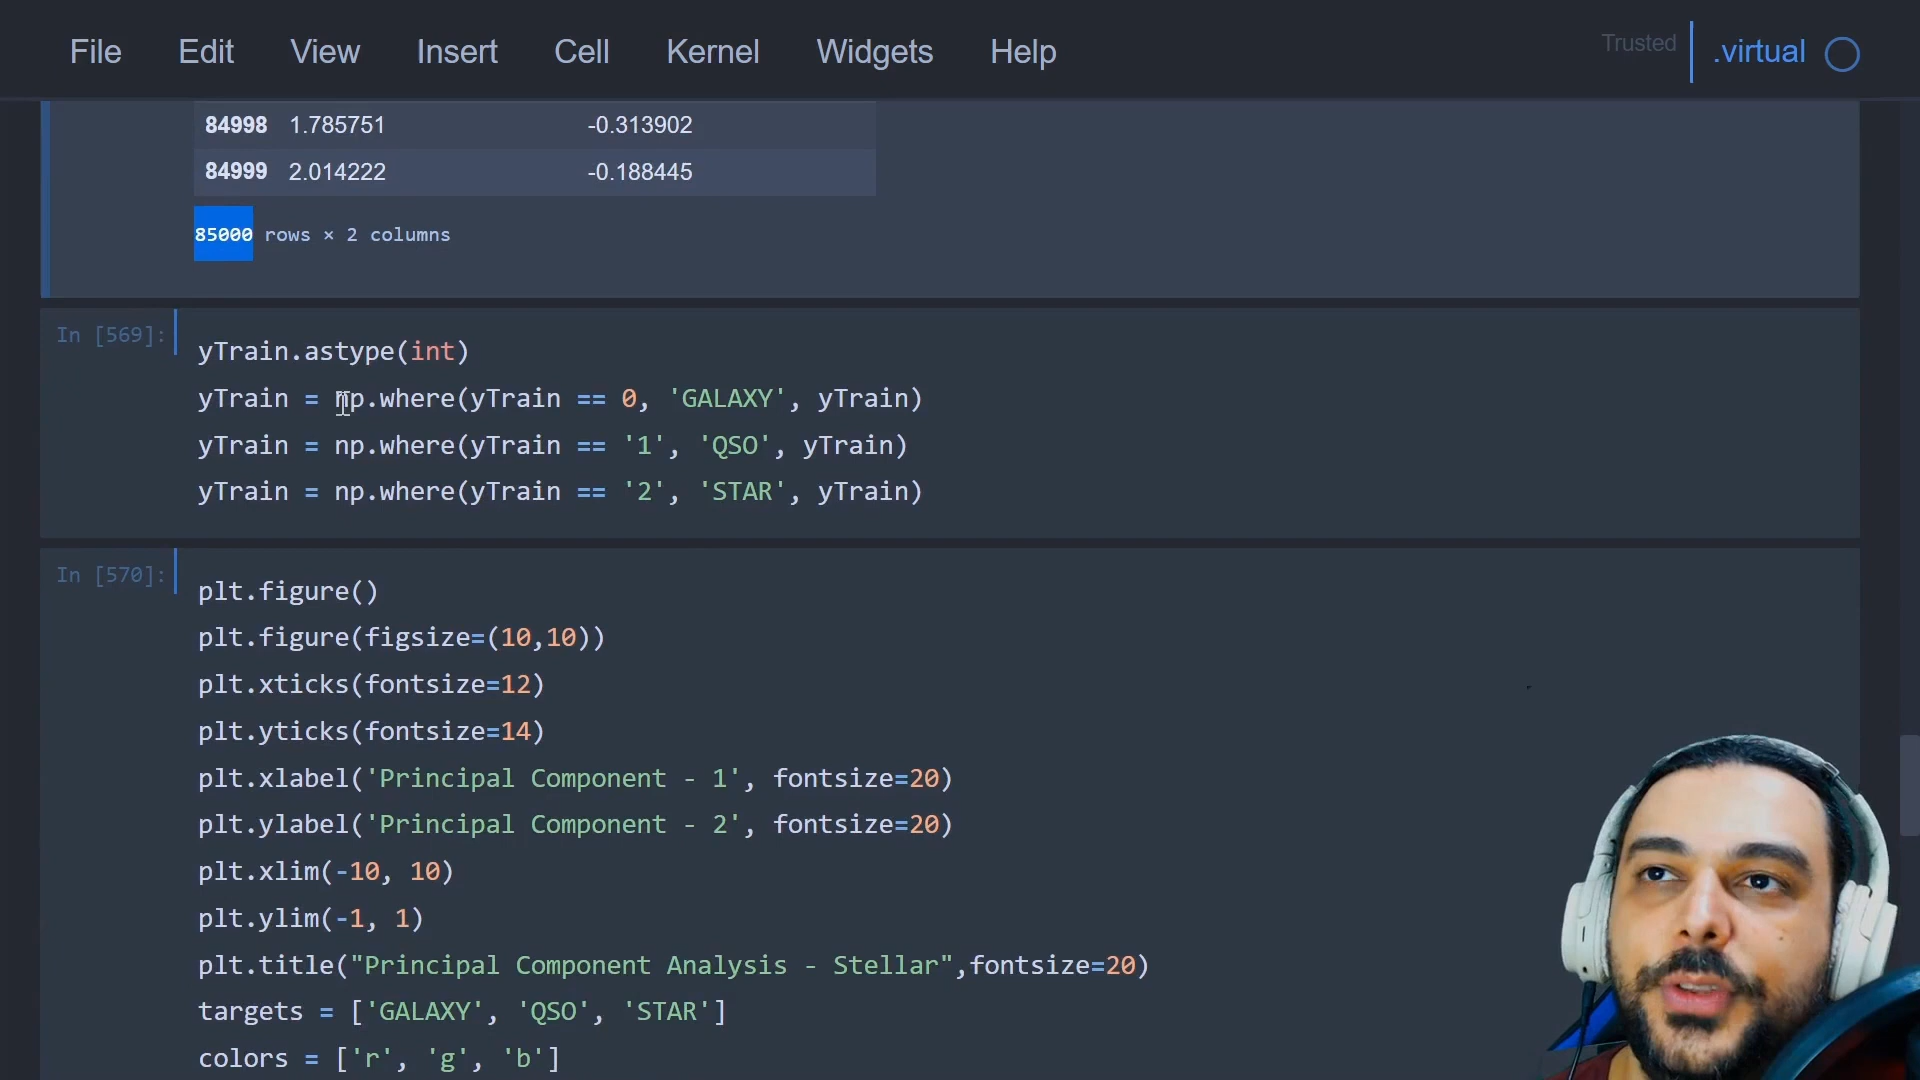 File Edit View Insert Cell Kernel Widgets Help Trusted .virtual
84998 1.785751 -0.313902
84999 2.014222 -0.188445
85000 rows × 2 columns
In [569]:
yTrain.astype(int)
yTrain = np.where(yTrain == 0, 'GALAXY', yTrain)
yTrain = np.where(yTrain == '1', 'QSO', yTrain)
yTrain = np.where(yTrain == '2', 'STAR', yTrain)
In [570]:
plt.figure()
plt.figure(figsize=(10,10))
plt.xticks(fontsize=12)
plt.yticks(fontsize=14)
plt.xlabel('Principal Component - 1', fontsize=20)
plt.ylabel('Principal Component - 2', fontsize=20)
plt.xlim(-10, 10)
plt.ylim(-1, 1)
plt.title("Principal Component Analysis - Stellar",fontsize=20)
targets = ['GALAXY', 'QSO', 'STAR']
colors = ['r', 'g', 'b']